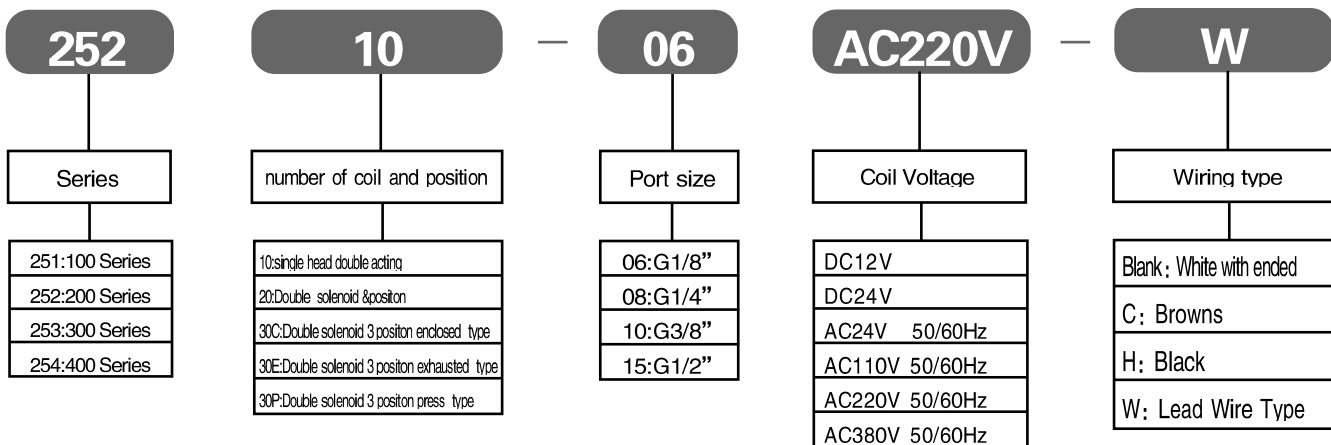 252 10 — 06 AC220V — W
Series
number of coil and position
Port size
Coil Voltage
Wiring type
251:100 Series
252:200 Series
253:300 Series
254:400 Series
10:single head double acting
20:Double solenoid &positon
30C:Double solenoid 3 positon enclosed type
30E:Double solenoid 3 positon exhausted type
30P:Double solenoid 3 positon press type
06:G1/8”
08:G1/4”
10:G3/8”
15:G1/2”
DC12V
DC24V
AC24V 50/60Hz
AC110V 50/60Hz
AC220V 50/60Hz
AC380V 50/60Hz
Blank: White with ended
C: Browns
H: Black
W: Lead Wire Type